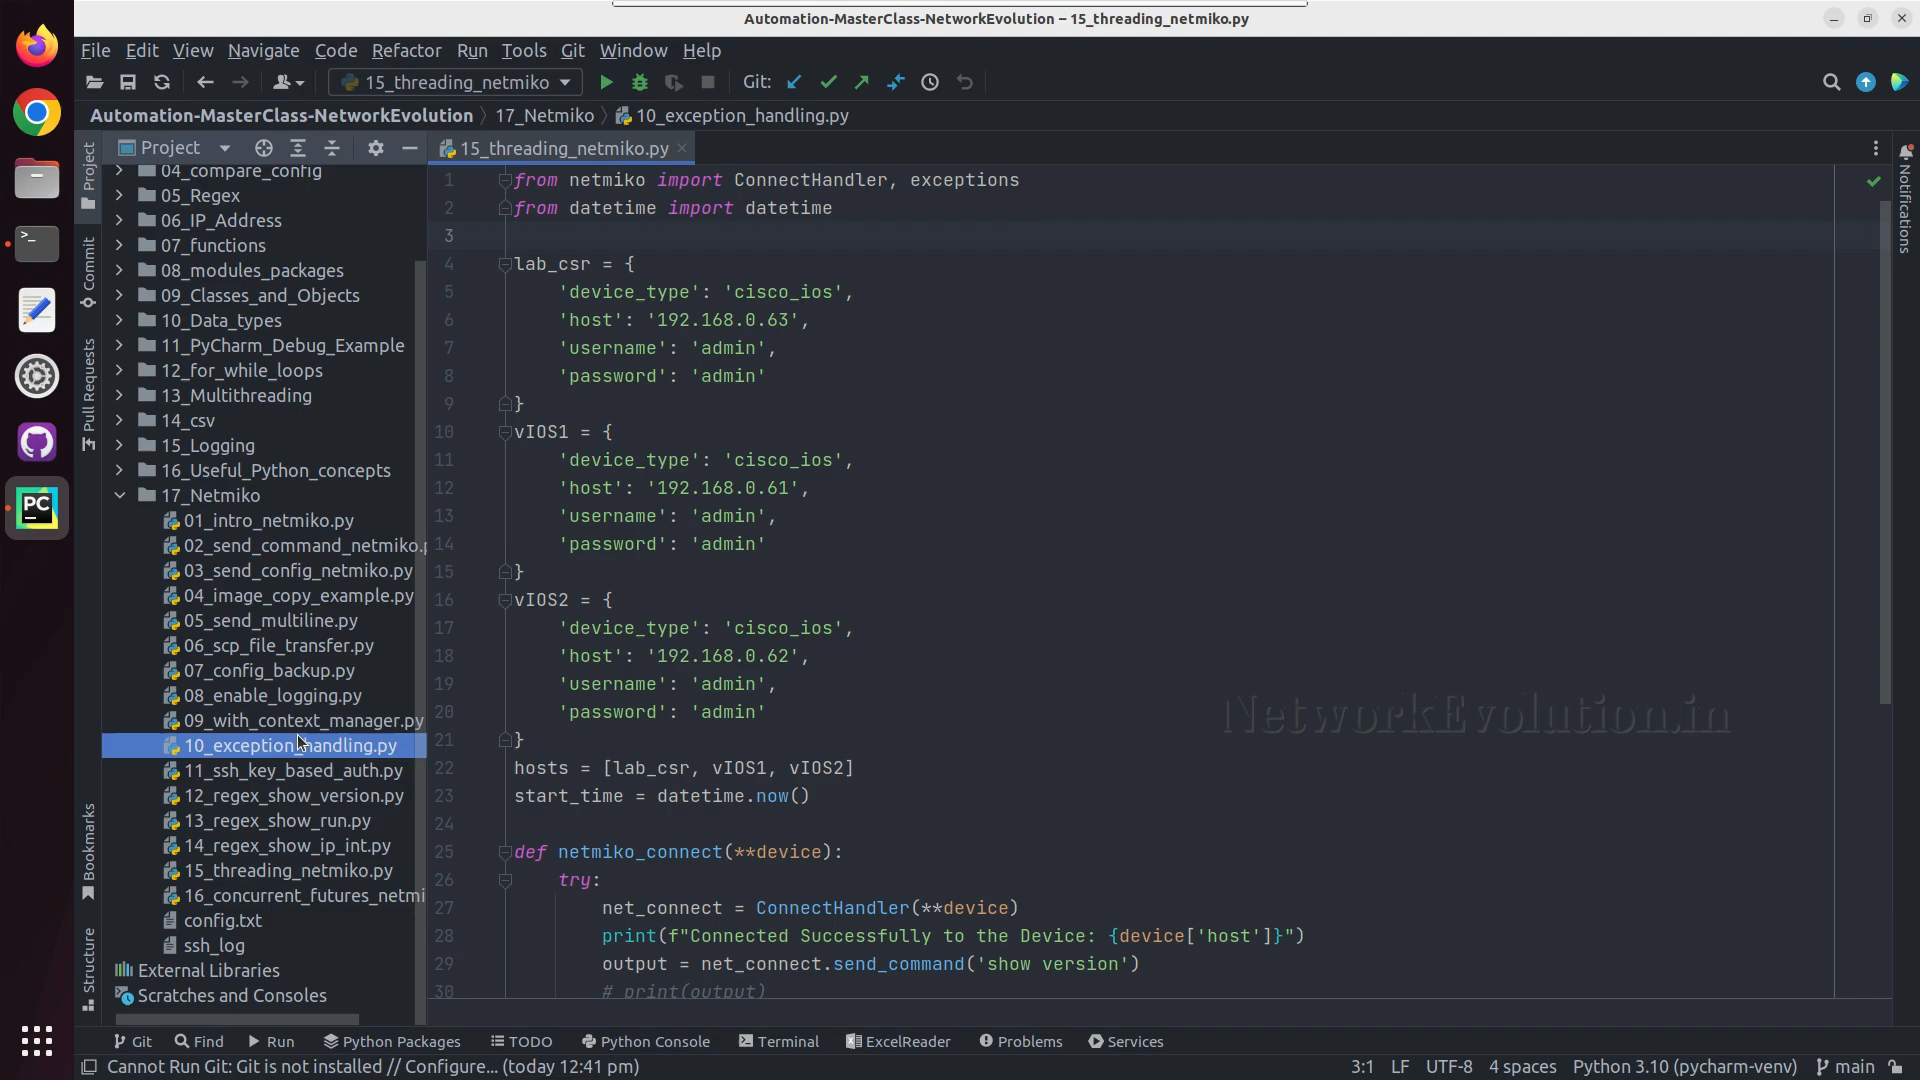 Automation-MasterClass-NetworkEvolution – 15_threading_netmiko.py
File Edit View Navigate Code Refactor Run Tools Git Window Help
15_threading_netmiko Git:
Automation-MasterClass-NetworkEvolution 17_Netmiko 10_exception_handling.py
Project
15_threading_netmiko.py
Project
Commit
Pull Requests
Bookmarks
Structure
04_compare_config
05_Regex
06_IP_Address
07_functions
08_modules_packages
09_Classes_and_Objects
10_Data_types
11_PyCharm_Debug_Example
12_for_while_loops
13_Multithreading
14_csv
15_Logging
16_Useful_Python_concepts
17_Netmiko
01_intro_netmiko.py
02_send_command_netmiko.p
03_send_config_netmiko.py
04_image_copy_example.py
05_send_multiline.py
06_scp_file_transfer.py
07_config_backup.py
08_enable_logging.py
09_with_context_manager.py
10_exception_handling.py
11_ssh_key_based_auth.py
12_regex_show_version.py
13_regex_show_run.py
14_regex_show_ip_int.py
15_threading_netmiko.py
16_concurrent_futures_netmi
config.txt
ssh_log
External Libraries
Scratches and Consoles
1 from netmiko import ConnectHandler, exceptions
2 from datetime import datetime
3
4 lab_csr = {
5 'device_type': 'cisco_ios',
6 'host': '192.168.0.63',
7 'username': 'admin',
8 'password': 'admin'
9 }
10 vIOS1 = {
11 'device_type': 'cisco_ios',
12 'host': '192.168.0.61',
13 'username': 'admin',
14 'password': 'admin'
15 }
16 vIOS2 = {
17 'device_type': 'cisco_ios',
18 'host': '192.168.0.62',
19 'username': 'admin',
20 'password': 'admin'
21 }
22 hosts = [lab_csr, vIOS1, vIOS2]
23 start_time = datetime.now()
24
25 def netmiko_connect(**device):
26 try:
27 net_connect = ConnectHandler(**device)
28 print(f"Connected Successfully to the Device: {device['host']}")
29 output = net_connect.send_command('show version')
30 # print(output)
NetworkEvolution.in
Notifications
PC
Git Find Run Python Packages TODO Python Console Terminal ExcelReader Problems Services
Cannot Run Git: Git is not installed // Configure... (today 12:41 pm) 3:1 LF UTF-8 4 spaces Python 3.10 (pycharm-venv) main